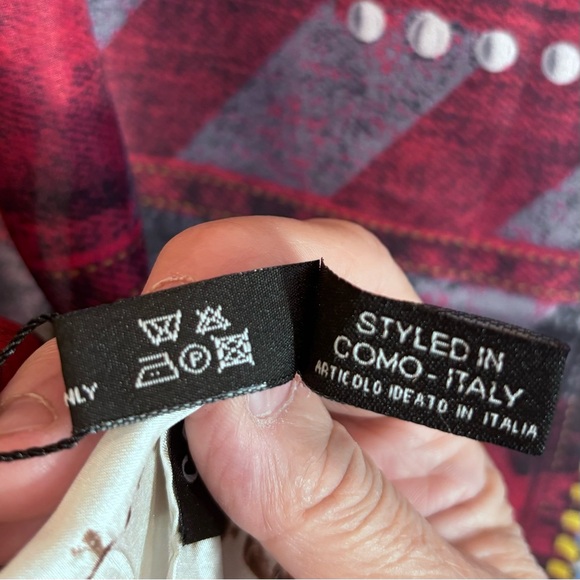 NLY
P
STYLED IN
COMO - ITALY
ARTICOLO IDEATO IN ITALIA